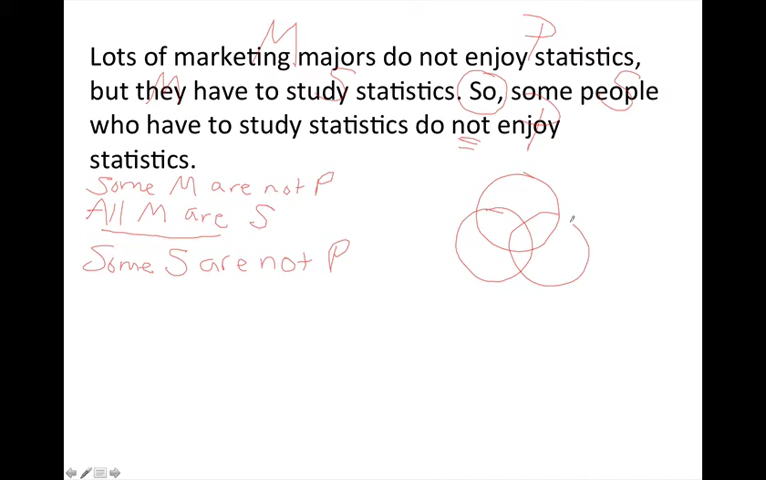 M P
Lots of marketing majors do not enjoy statistics,
M S S
but they have to study statistics. So, some people
P
who have to study statistics do not enjoy
statistics.
Some M are not P
All M are S
Some S are not P